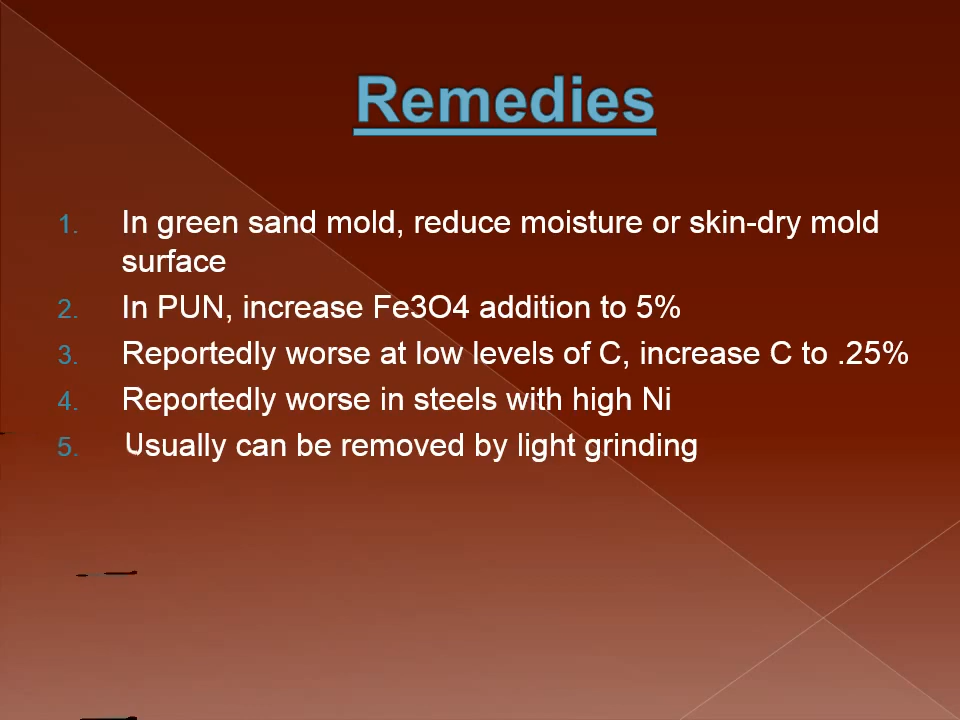 Remedies
1. In green sand mold, reduce moisture or skin-dry mold
surface
2. In PUN, increase Fe3O4 addition to 5%
3. Reportedly worse at low levels of C, increase C to .25%
4. Reportedly worse in steels with high Ni
5. Usually can be removed by light grinding